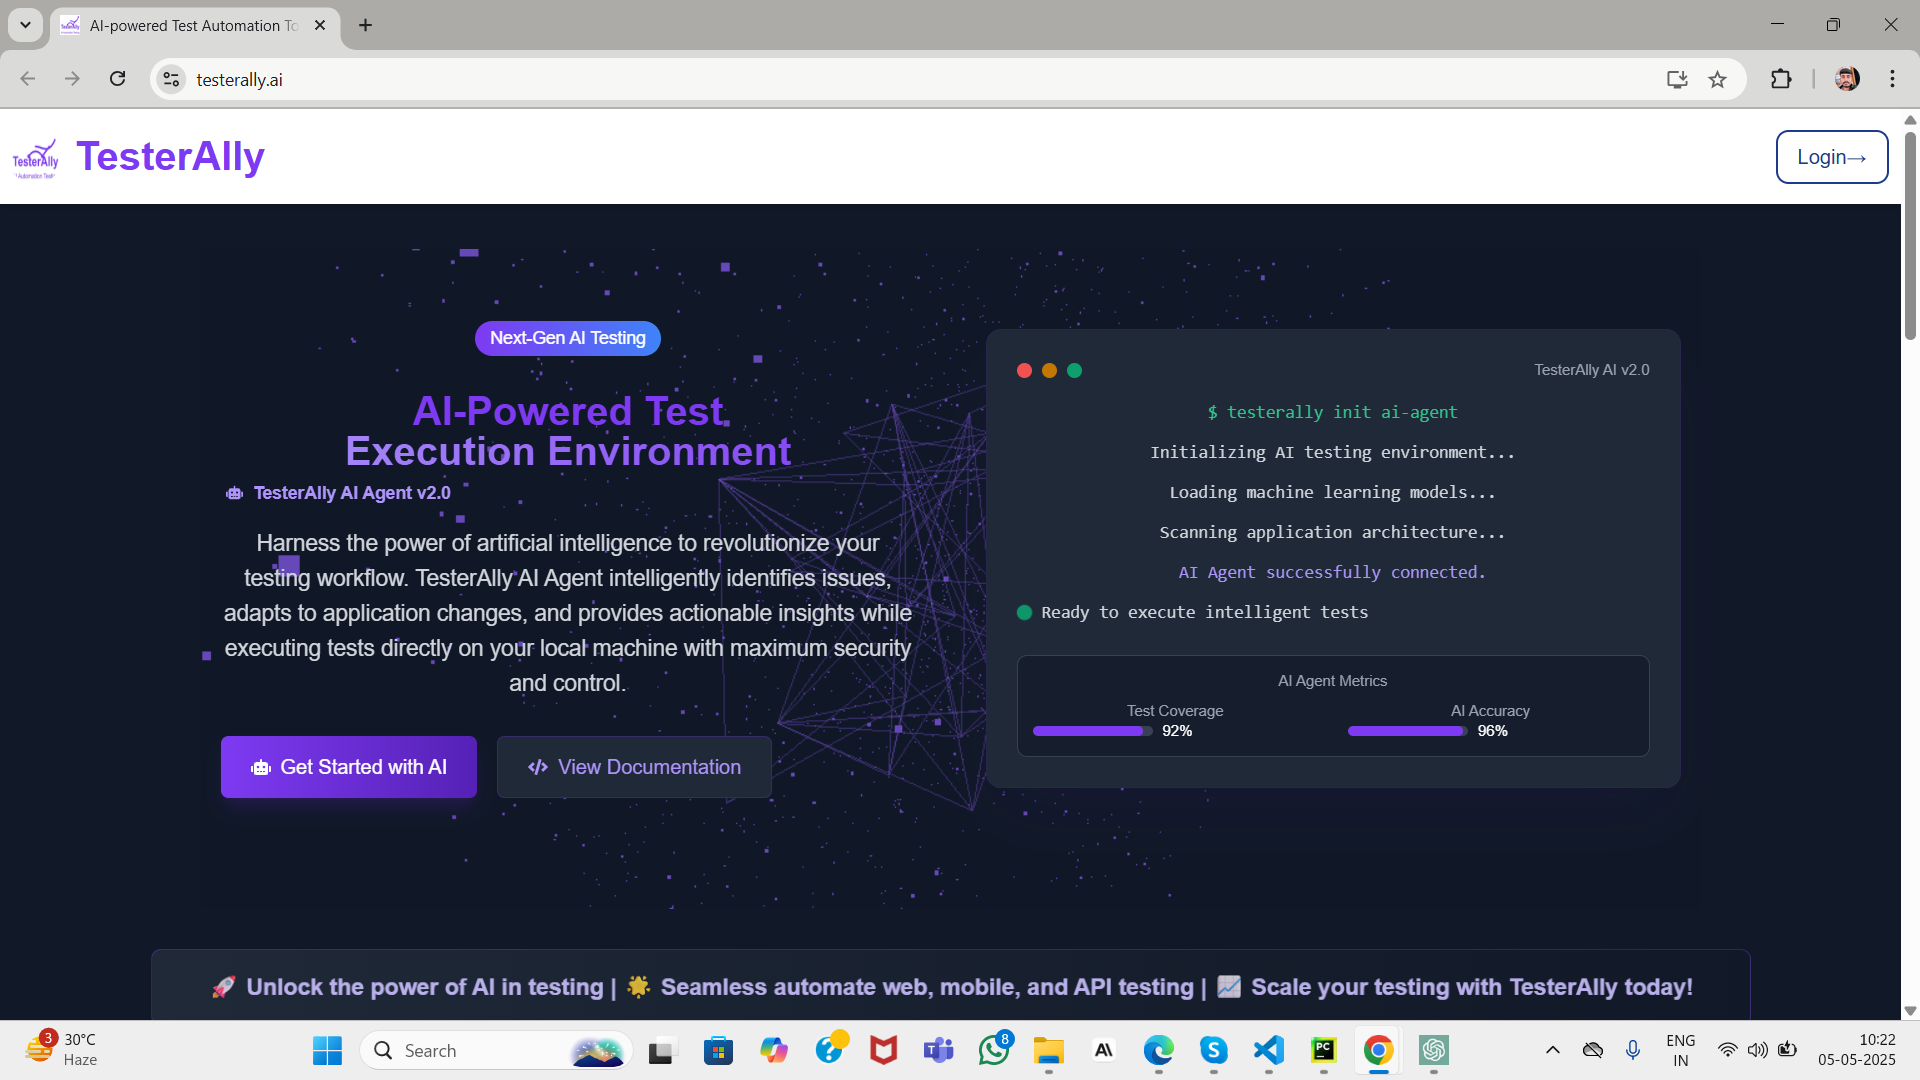 AI-powered Test Automation To
testerally.ai
TesterAlly
TesterAlly
Login→
Next-Gen AI Testing
AI-Powered Test
Execution Environment
TesterAlly AI Agent v2.0
Harness the power of artificial intelligence to revolutionize your
testing workflow. TesterAlly AI Agent intelligently identifies issues,
adapts to application changes, and provides actionable insights while
executing tests directly on your local machine with maximum security
and control.
Get Started with AI
View Documentation
TesterAlly AI v2.0
$ testerally init ai-agent
Initializing AI testing environment...
Loading machine learning models...
Scanning application architecture...
AI Agent successfully connected.
Ready to execute intelligent tests
AI Agent Metrics
Test Coverage
92%
AI Accuracy
96%
🚀 Unlock the power of AI in testing | 🌟 Seamless automate web, mobile, and API testing | 📈 Scale your testing with TesterAlly today!
3
30°C
Haze
Search
8
PC
ENG
IN
10:22
05-05-2025